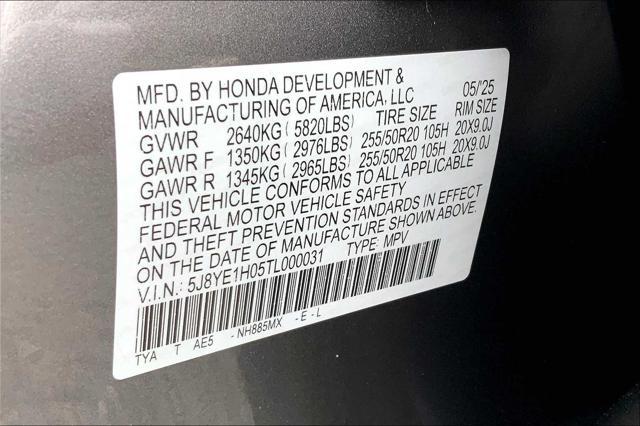 MFD. BY HONDA DEVELOPMENT & 05/'25
MANUFACTURING OF AMERICA, LLC TIRE SIZE RIM SIZE
GVWR 2640KG ( 5820LBS)
GAWR F 1350KG ( 2976LBS) 255/50R20 105H 20X9.0J
GAWR R 1345KG ( 2965LBS) 255/50R20 105H 20X9.0J
THIS VEHICLE CONFORMS TO ALL APPLICABLE
FEDERAL MOTOR VEHICLE SAFETY
AND THEFT PREVENTION STANDARDS IN EFFECT
ON THE DATE OF MANUFACTURE SHOWN ABOVE.
V.I.N.: 5J8YE1H05TL000031 TYPE: MPV
TYA T AE5 -NH885MX -E-L